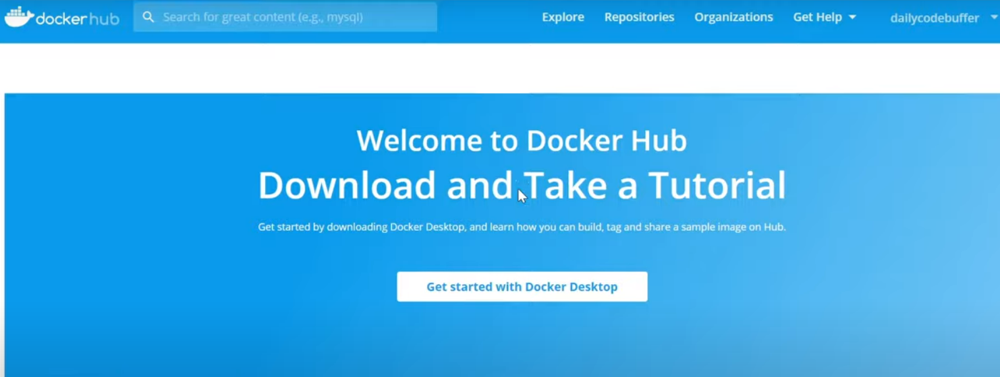 dockerhub Search for great content (e.g., mysql) Explore Repositories Organizations Get Help dailycodebuffer
Welcome to Docker Hub
Download and Take a Tutorial
Get started by downloading Docker Desktop, and learn how you can build, tag and share a sample image on Hub.
Get started with Docker Desktop